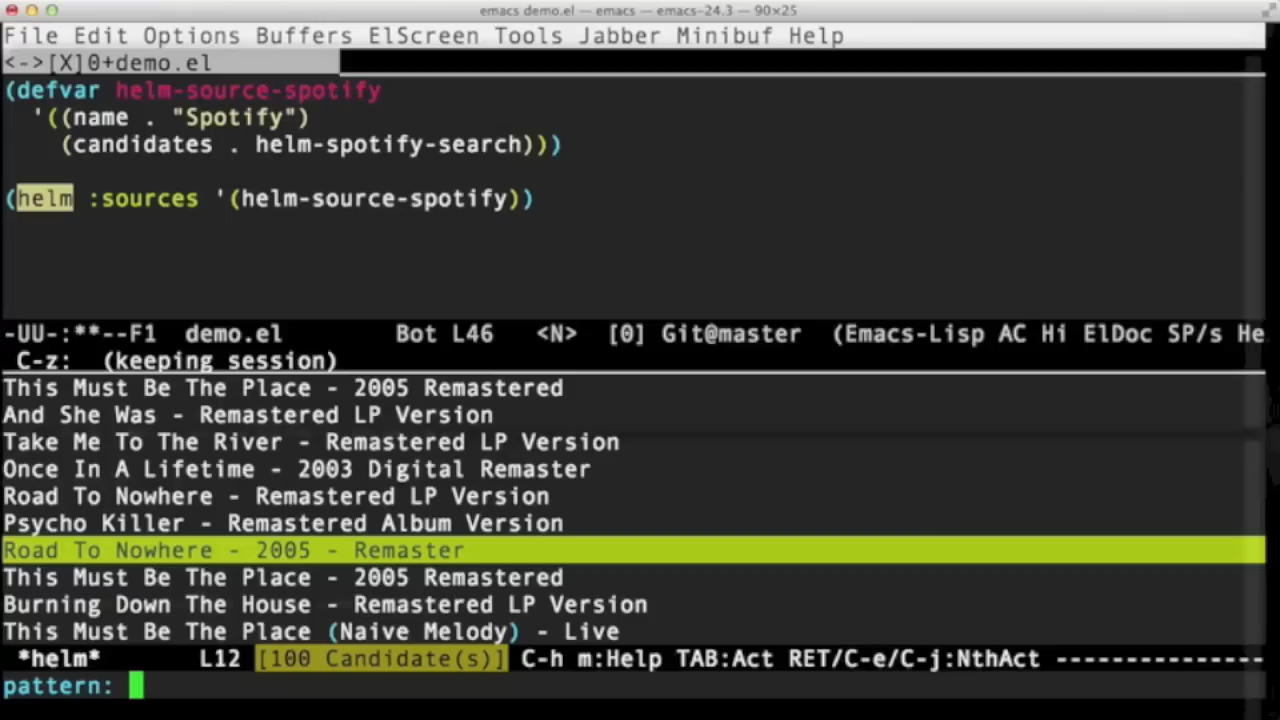 emacs demo.el — emacs — emacs-24.3 — 90×25
File Edit Options Buffers ElScreen Tools Jabber Minibuf Help
<->[X]0+demo.el
(defvar helm-source-spotify
'((name . "Spotify")
(candidates . helm-spotify-search)))
(helm :sources '(helm-source-spotify))
-UU-:**--F1 demo.el Bot L46 <N> [0] Git@master (Emacs-Lisp AC Hi ElDoc SP/s He
C-z: (keeping session)
This Must Be The Place - 2005 Remastered
And She Was - Remastered LP Version
Take Me To The River - Remastered LP Version
Once In A Lifetime - 2003 Digital Remaster
Road To Nowhere - Remastered LP Version
Psycho Killer - Remastered Album Version
Road To Nowhere - 2005 - Remaster
This Must Be The Place - 2005 Remastered
Burning Down The House - Remastered LP Version
This Must Be The Place (Naive Melody) - Live
*helm* L12 [100 Candidate(s)] C-h m:Help TAB:Act RET/C-e/C-j:NthAct ---------------
pattern: